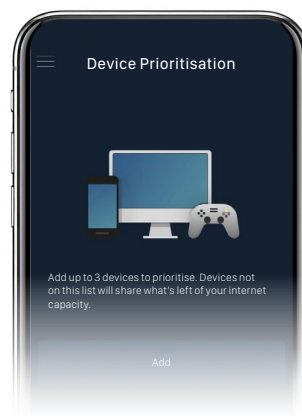 Device Prioritisation
Add up to 3 devices to prioritise. Devices not
on this list will share what's left of your internet
capacity.
Add